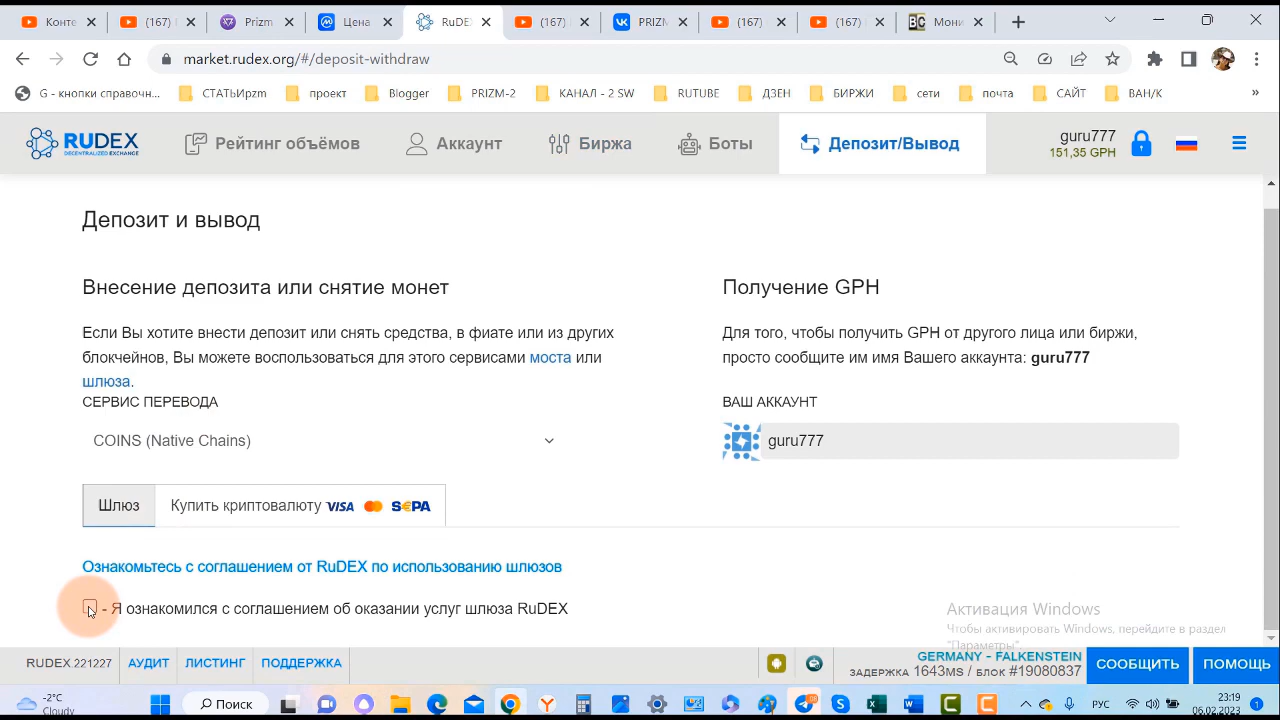 Конте
(167)
Prizm
Цена
RuDEX
(167)
PRIZM
(167)
(167)
BC Мони
market.rudex.org/#/deposit-withdraw
G - кнопки справочн...
СТАТЬИpzm
проект
Blogger
PRIZM-2
КАНАЛ - 2 SW
RUTUBE
ДЗЕН
БИРЖИ
сети
почта
САЙТ
ВАН/К
»
RUDEX
DECENTRALIZED EXCHANGE
Рейтинг объёмов
Аккаунт
Биржа
Боты
Депозит/Вывод
guru777
151,35 GPH
Депозит и вывод
Внесение депозита или снятие монет
Если Вы хотите внести депозит или снять средства, в фиате или из других
блокчейнов, Вы можете воспользоваться для этого сервисами моста или
шлюза.
СЕРВИС ПЕРЕВОДА
COINS (Native Chains)
Шлюз
Купить криптовалюту VISA S€PA
Ознакомьтесь с соглашением от RuDEX по использованию шлюзов
- Я ознакомился с соглашением об оказании услуг шлюза RuDEX
Получение GPH
Для того, чтобы получить GPH от другого лица или биржи,
просто сообщите им имя Вашего аккаунта: guru777
ВАШ АККАУНТ
guru777
Активация Windows
Чтобы активировать Windows, перейдите в раздел
"Параметры".
RUDEX 221227
АУДИТ
ЛИСТИНГ
ПОДДЕРЖКА
GERMANY - FALKENSTEIN
ЗАДЕРЖКА 1643мs / блок #19080837
СООБЩИТЬ
ПОМОЩЬ
-2°C
Cloudy
Поиск
РУС
23:19
06.02.2023